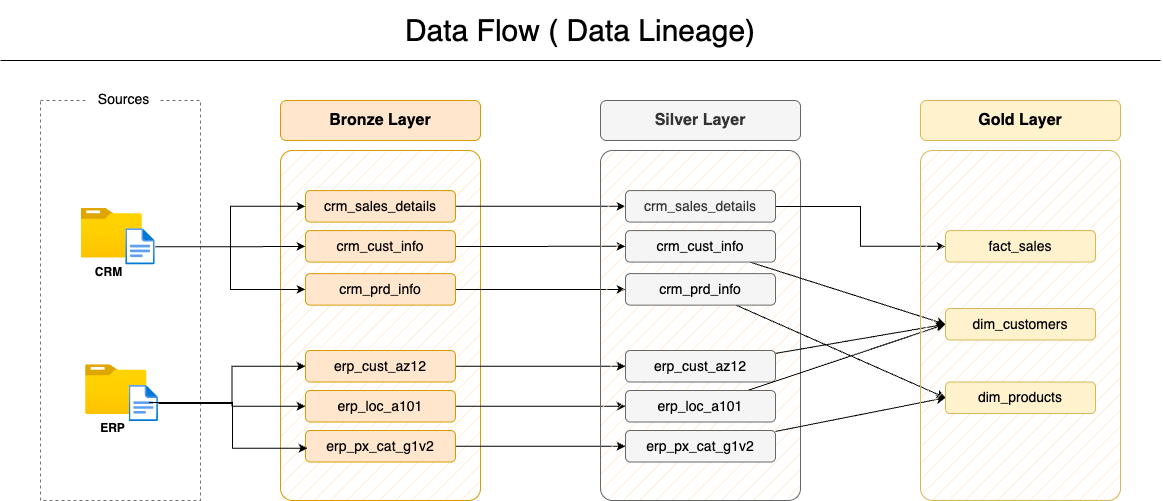 Data Flow ( Data Lineage)
Sources
Bronze Layer
Silver Layer
Gold Layer
CRM
ERP
crm_sales_details
crm_cust_info
crm_prd_info
erp_cust_az12
erp_loc_a101
erp_px_cat_g1v2
crm_sales_details
crm_cust_info
crm_prd_info
erp_cust_az12
erp_loc_a101
erp_px_cat_g1v2
fact_sales
dim_customers
dim_products